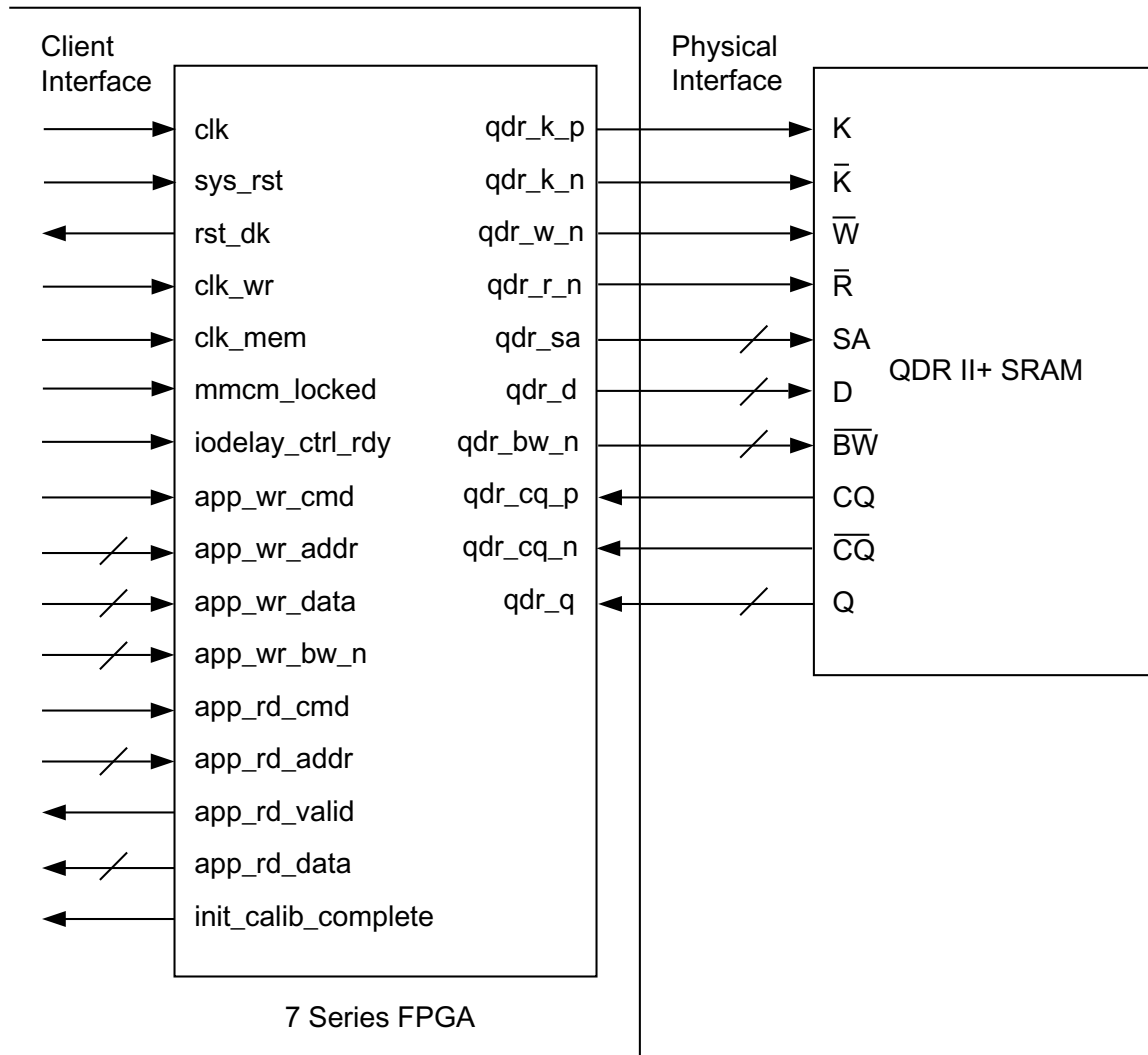 Client
Interface
clk
sys_rst
rst_dk
clk_wr
clk_mem
mmcm_locked
iodelay_ctrl_rdy
app_wr_cmd
app_wr_addr
app_wr_data
app_wr_bw_n
app_rd_cmd
app_rd_addr
app_rd_valid
app_rd_data
init_calib_complete
qdr_k_p
qdr_k_n
qdr_w_n
qdr_r_n
qdr_sa
qdr_d
qdr_bw_n
qdr_cq_p
qdr_cq_n
qdr_q
7 Series FPGA
Physical
Interface
K
K̅
W̅
R̅
SA
D
B̅W̅
CQ
C̅Q̅
Q
QDR II+ SRAM